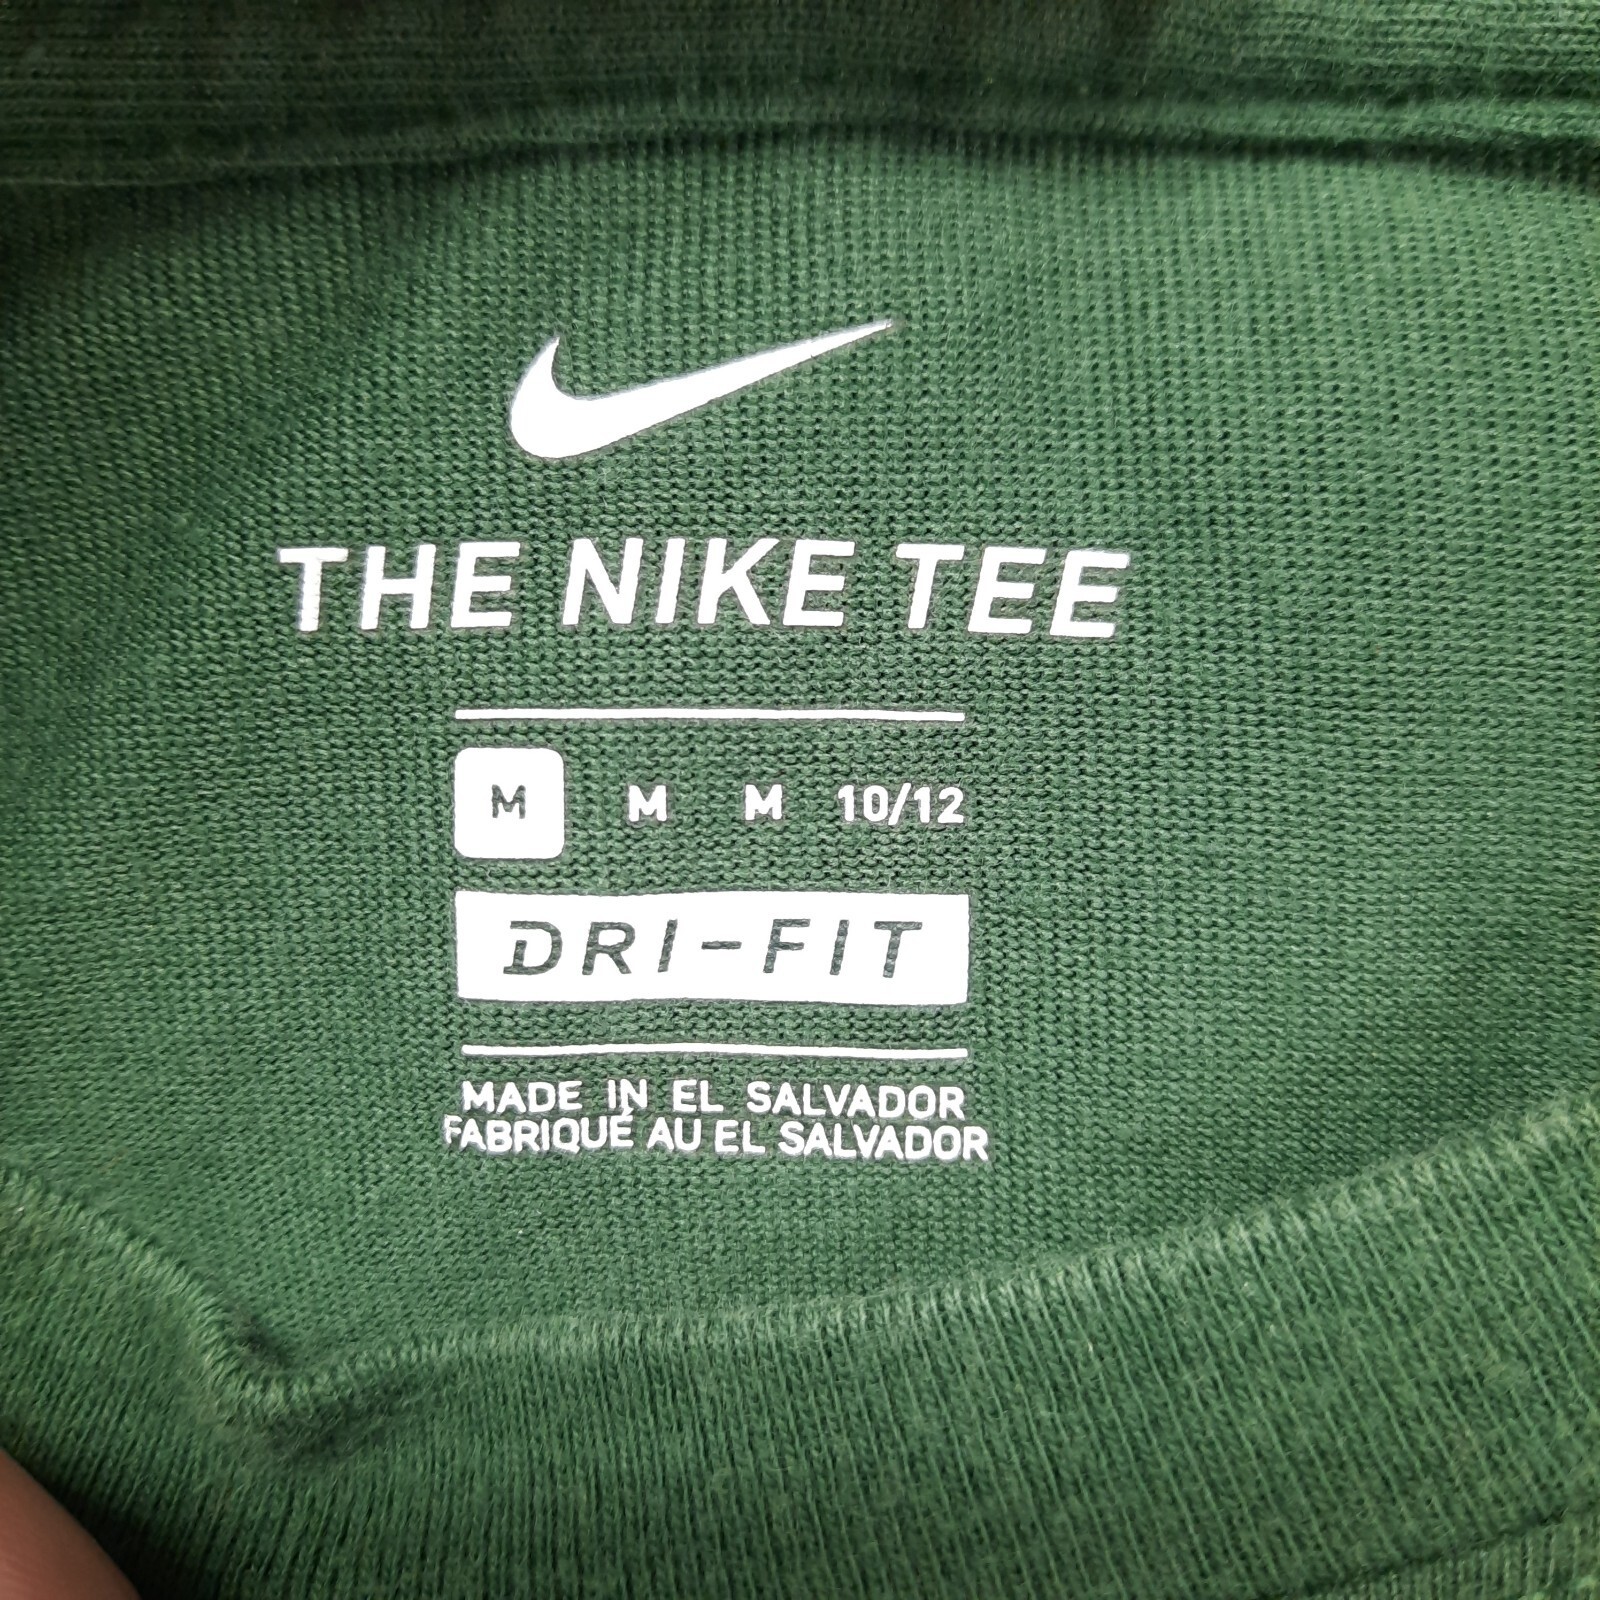 THE NIKE TEE
M M M 10/12
DRI-FIT
MADE IN EL SALVADOR
FABRIQUÉ AU EL SALVADOR